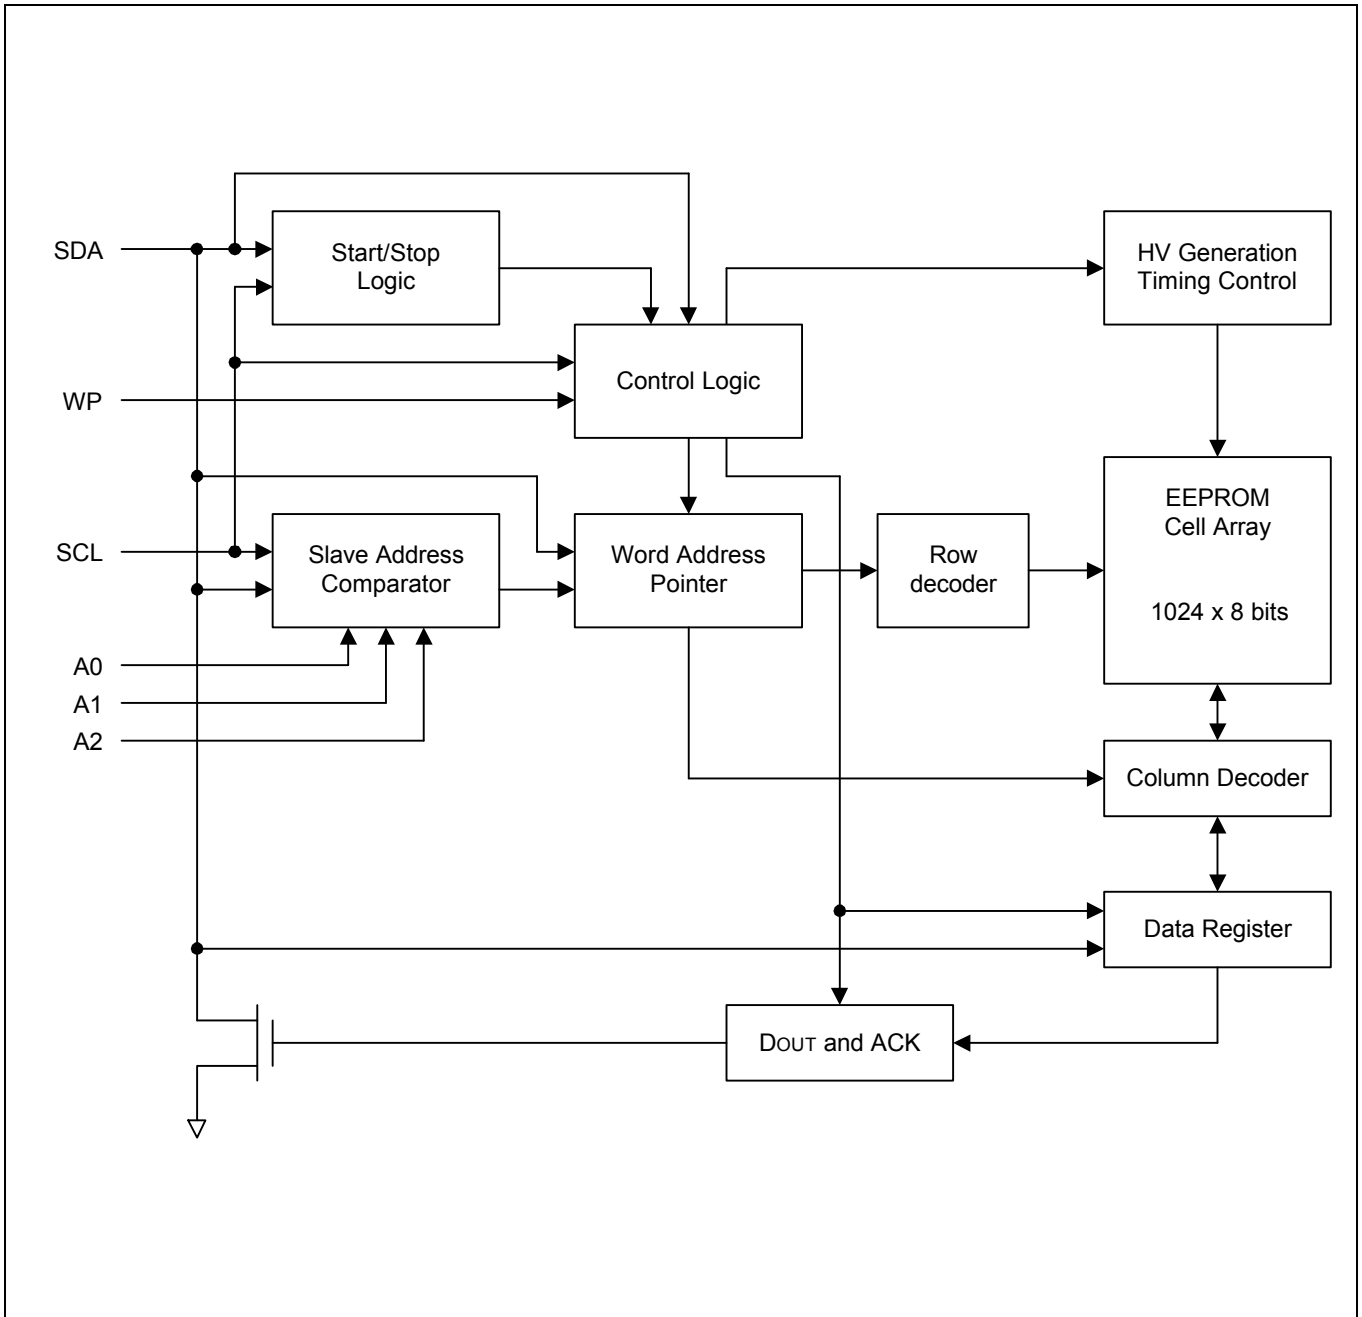 SDA
Start/Stop
Logic
HV Generation
Timing Control
Control Logic
WP
EEPROM
Cell Array
1024 x 8 bits
SCL
Slave Address
Comparator
Word Address
Pointer
Row
decoder
A0
A1
A2
Column Decoder
Data Register
DOUT and ACK